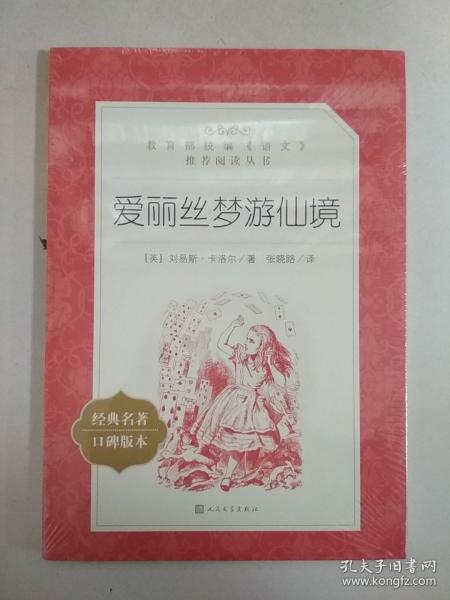 教育部统编《语文》
推荐阅读丛书
爱丽丝梦游仙境
［英］刘易斯·卡洛尔／著 张晓路／译
经典名著
口碑版本
人民文学出版社
孔夫子旧书网
www.kongfz.com